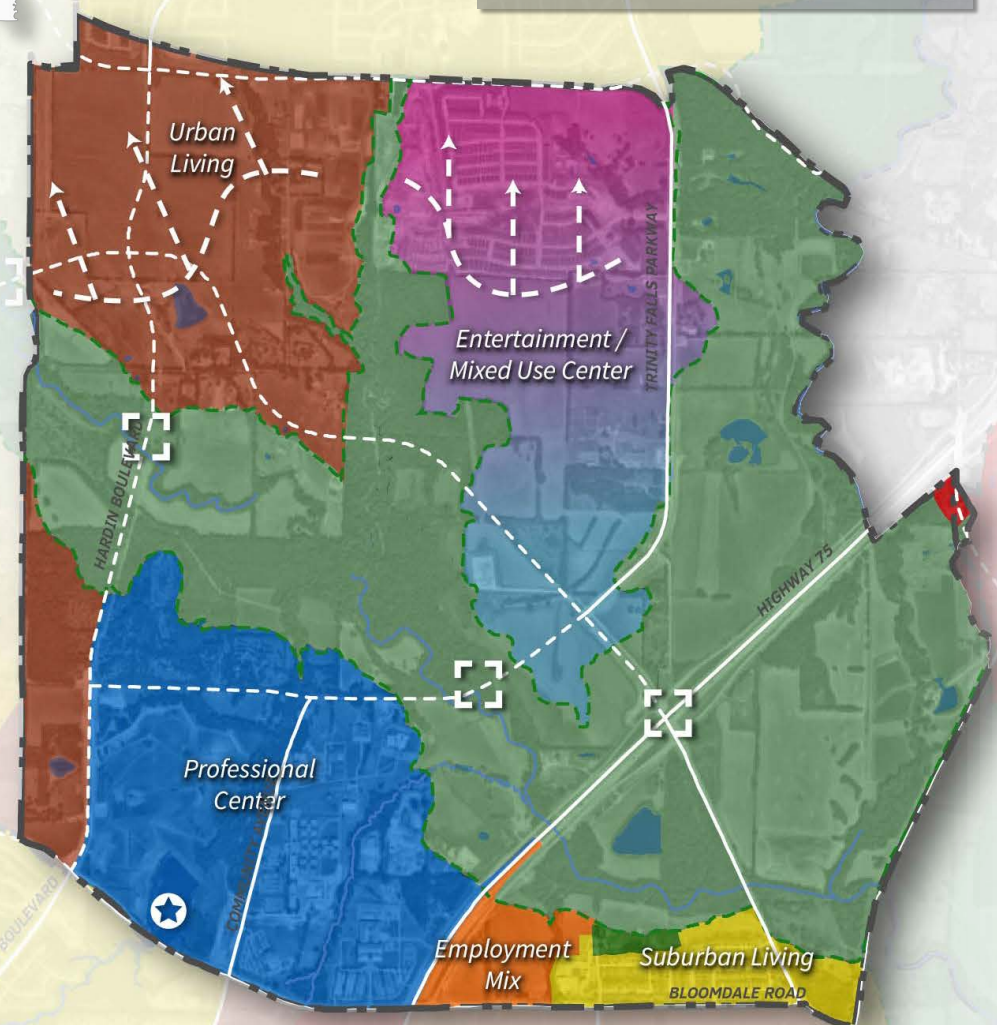 Urban
Living
TRINITY FALLS PARKWAY
Entertainment /
Mixed Use Center
HARDIN BOULEVARD
HIGHWAY 75
Professional
Center
BOULEVARD
Employment
Mix
Suburban Living
BLOOMDALE ROAD